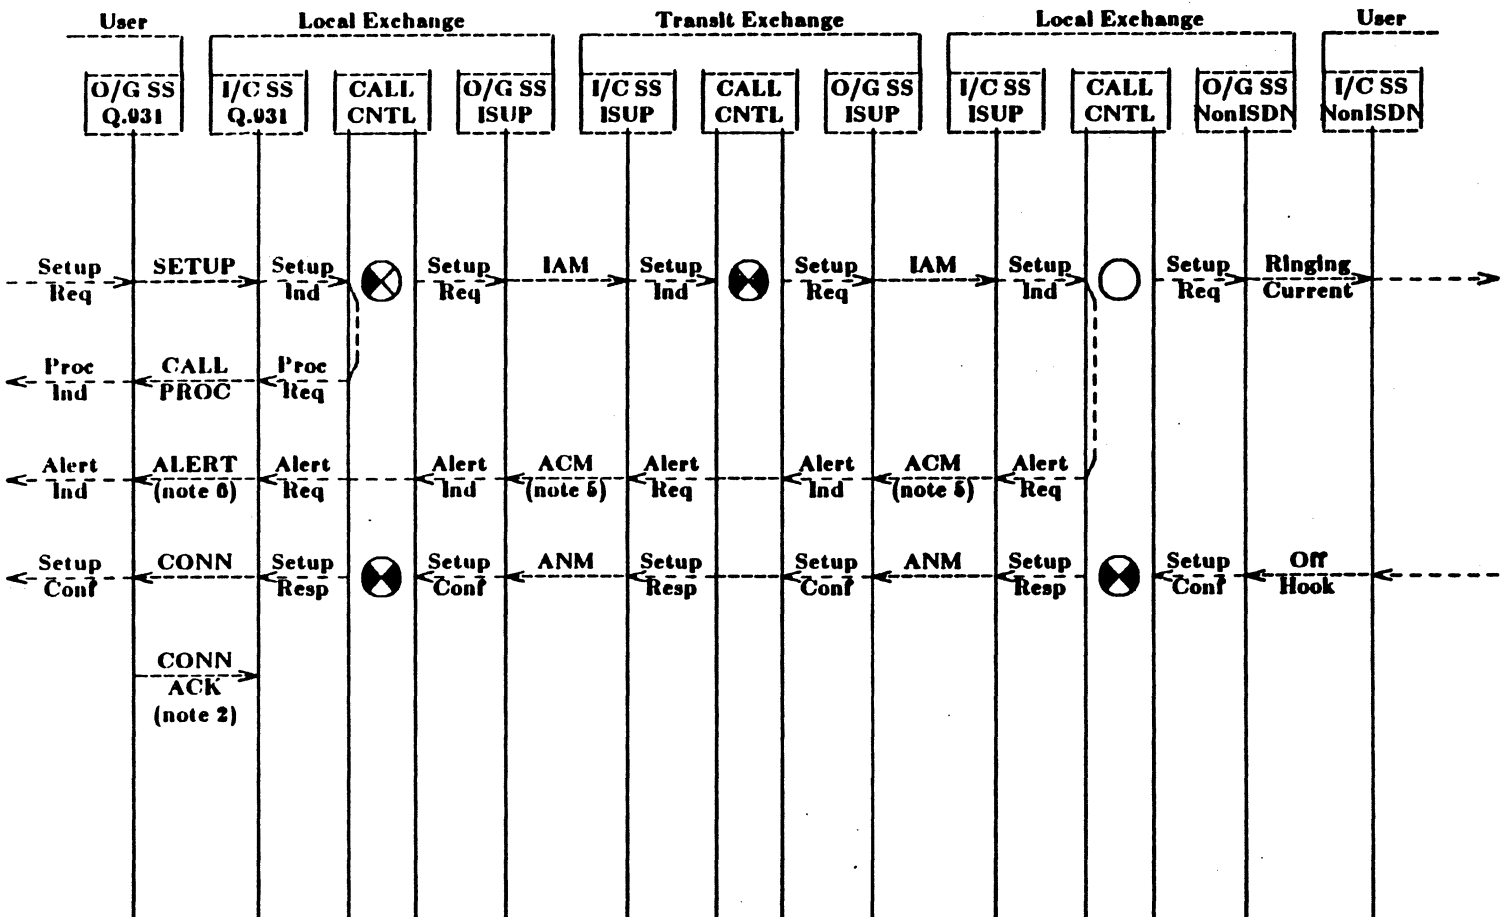 User Local Exchange Transit Exchange Local Exchange User
O/G SS I/C SS CALL O/G SS I/C SS CALL O/G SS I/C SS CALL O/G SS I/C SS
Q.931 Q.931 CNTL ISUP ISUP CNTL ISUP ISUP CNTL NonISDN NonISDN
Setup SETUP Setup Setup IAM Setup Setup IAM Setup Setup Ringing
Req Ind Req Ind Req Ind Req Current
Proc CALL Proc
Ind PROC Req
Alert ALERT Alert Alert ACM Alert Alert ACM Alert
Ind (note 6) Req Ind (note 5) Req Ind (note 5) Req
Setup CONN Setup Setup ANM Setup Setup ANM Setup Setup Off
Conf Resp Conf Resp Conf Resp Conf Hook
CONN
ACK
(note 2)